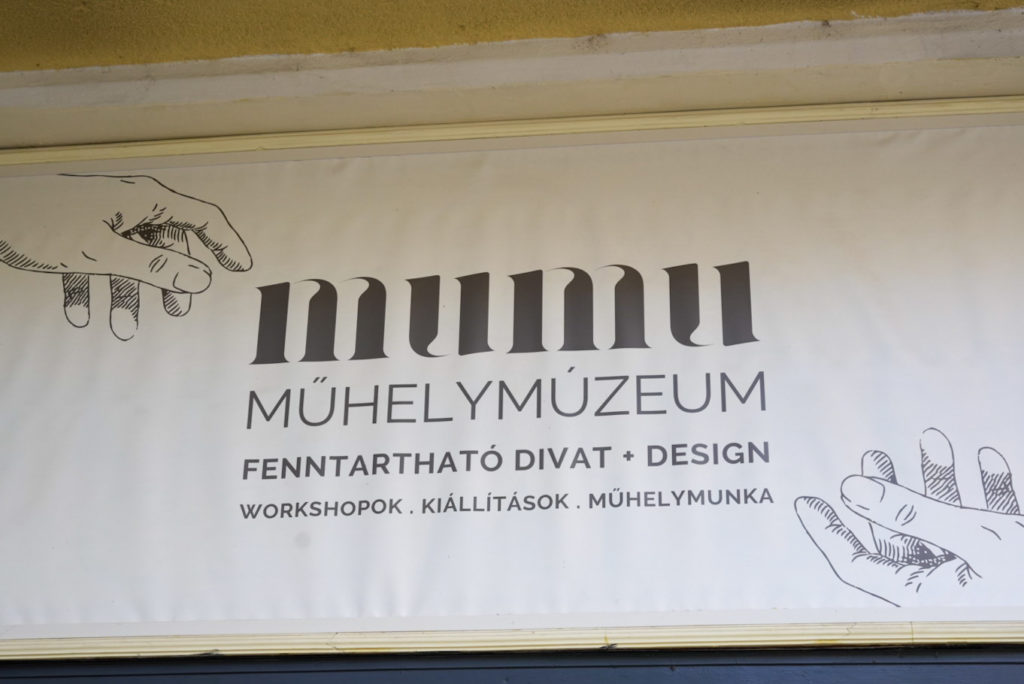 mumu
MŰHELYMÚZEUM
FENNTARTHATÓ DIVAT + DESIGN
WORKSHOPOK . KIÁLLÍTÁSOK . MŰHELYMUNKA